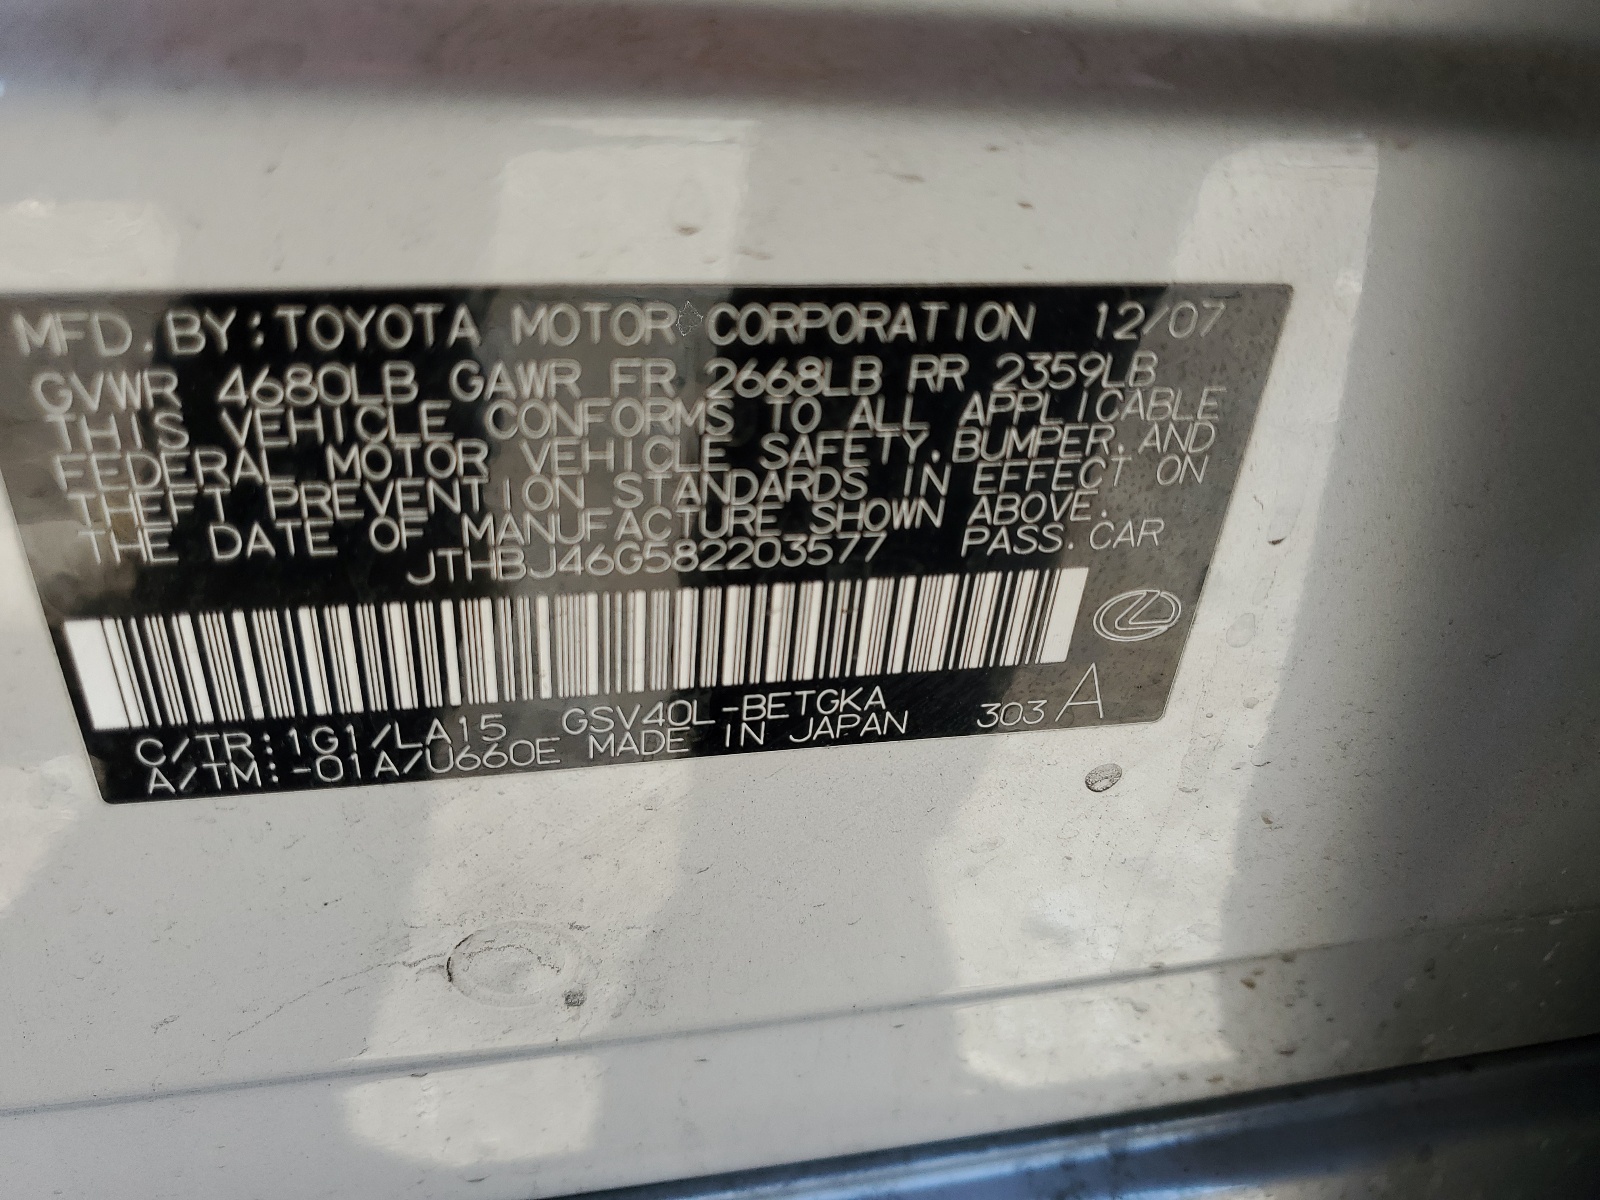 MFD. BY: TOYOTA MOTOR CORPORATION 12/07
GVWR 4680LB GAWR FR 2668LB RR 2359LB
THIS VEHICLE CONFORMS TO ALL APPLICABLE
FEDERAL MOTOR VEHICLE SAFETY, BUMPER, AND
THEFT PREVENTION STANDARDS IN EFFECT ON
THE DATE OF MANUFACTURE SHOWN ABOVE.
JTHBJ46G582203577 PASS. CAR
C/TR: 1G1/LA15 GSV40L-BETGKA
A/TM: -01A/U660E MADE IN JAPAN 303 A